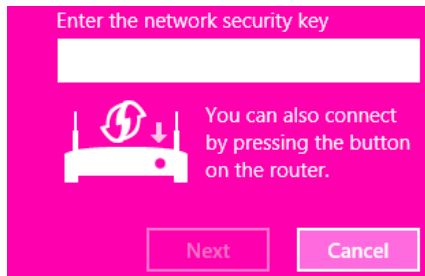 Enter the network security key
You can also connect
by pressing the button
on the router.
Next
Cancel